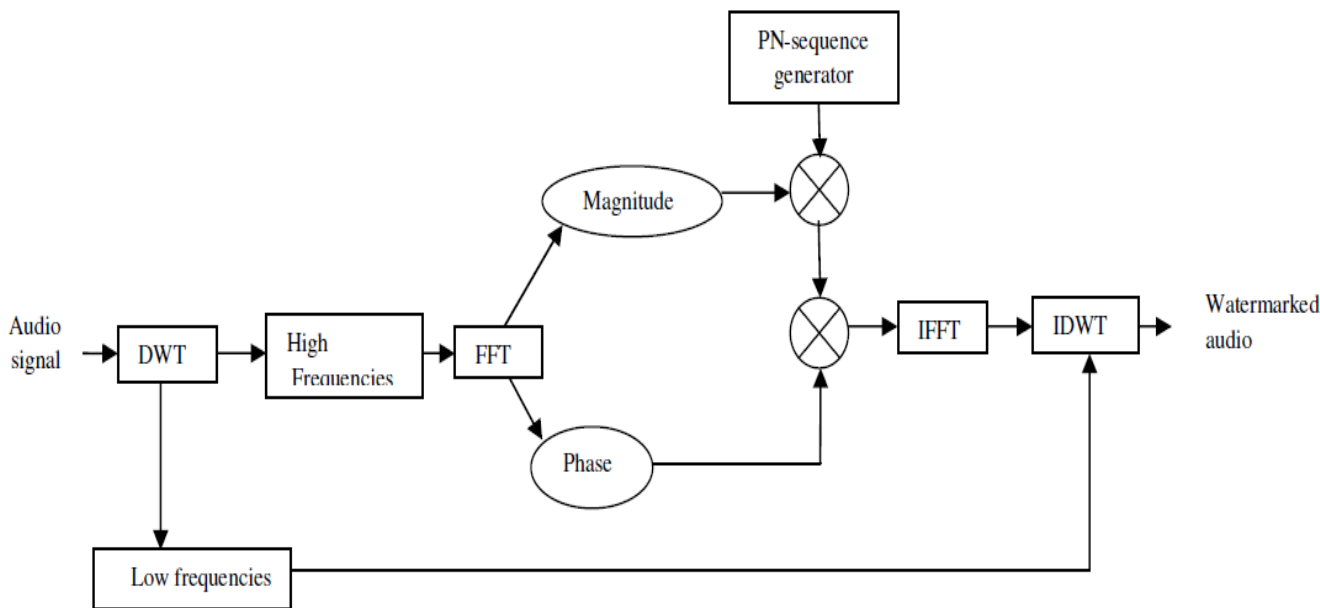 PN-sequence
generator
Magnitude
Audio
signal
DWT
High
Frequencies
FFT
IFFT
IDWT
Watermarked
audio
Phase
Low frequencies